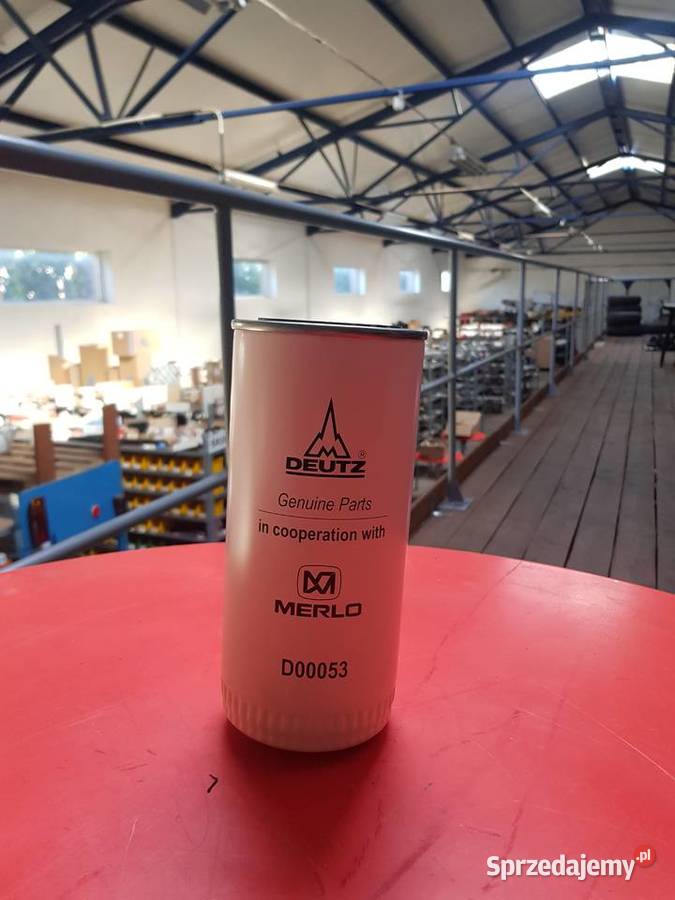 DEUTZ®
Genuine Parts
in cooperation with
MERLO
D00053
Sprzedajemy.pl